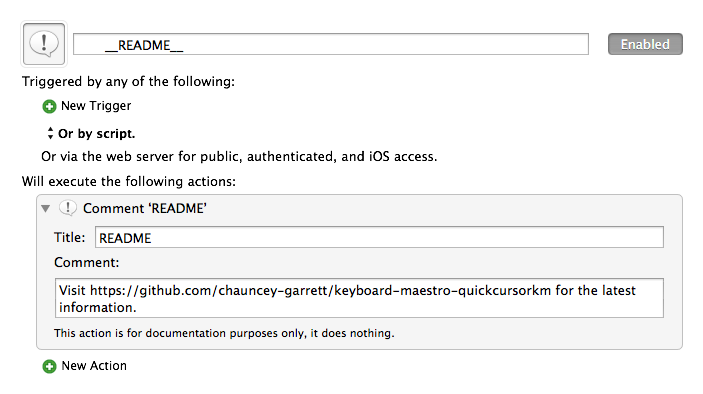 __README__
Enabled
Triggered by any of the following:
New Trigger
Or by script.
Or via the web server for public, authenticated, and iOS access.
Will execute the following actions:
Comment ‘README’
Title: README
Comment:
Visit https://github.com/chauncey-garrett/keyboard-maestro-quickcursorkm for the latest
information.
This action is for documentation purposes only, it does nothing.
New Action